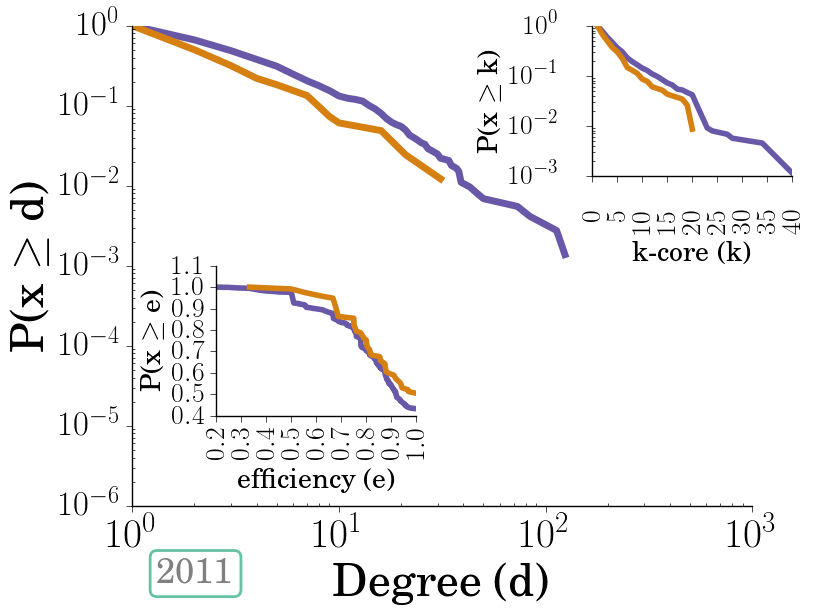 10^0
10^-1
10^-2
10^-3
10^-4
10^-5
10^-6
P(x ≥ d)
10^0 10^1 10^2 10^3
Degree (d)
2011
10^0
10^-1
10^-2
10^-3
P(x ≥ k)
0 5 10 15 20 25 30 35 40
k-core (k)
1.1
1.0
0.9
0.8
0.7
0.6
0.5
0.4
P(x ≥ e)
0.2 0.3 0.4 0.5 0.6 0.7 0.8 0.9 1.0
efficiency (e)